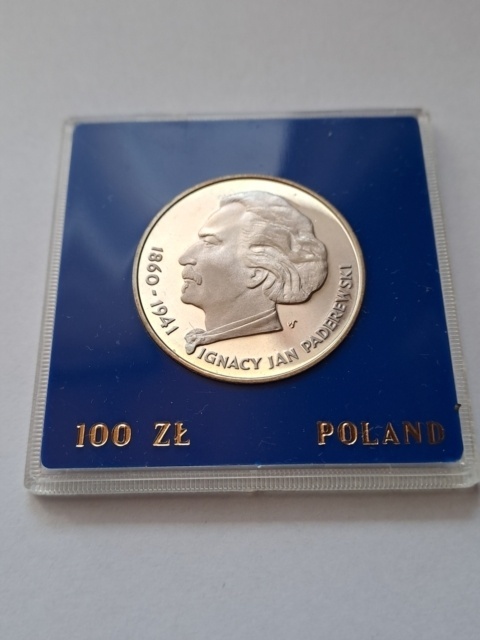 1860-1941
IGNACY JAN PADEREWSKI
100 ZŁ POLAND